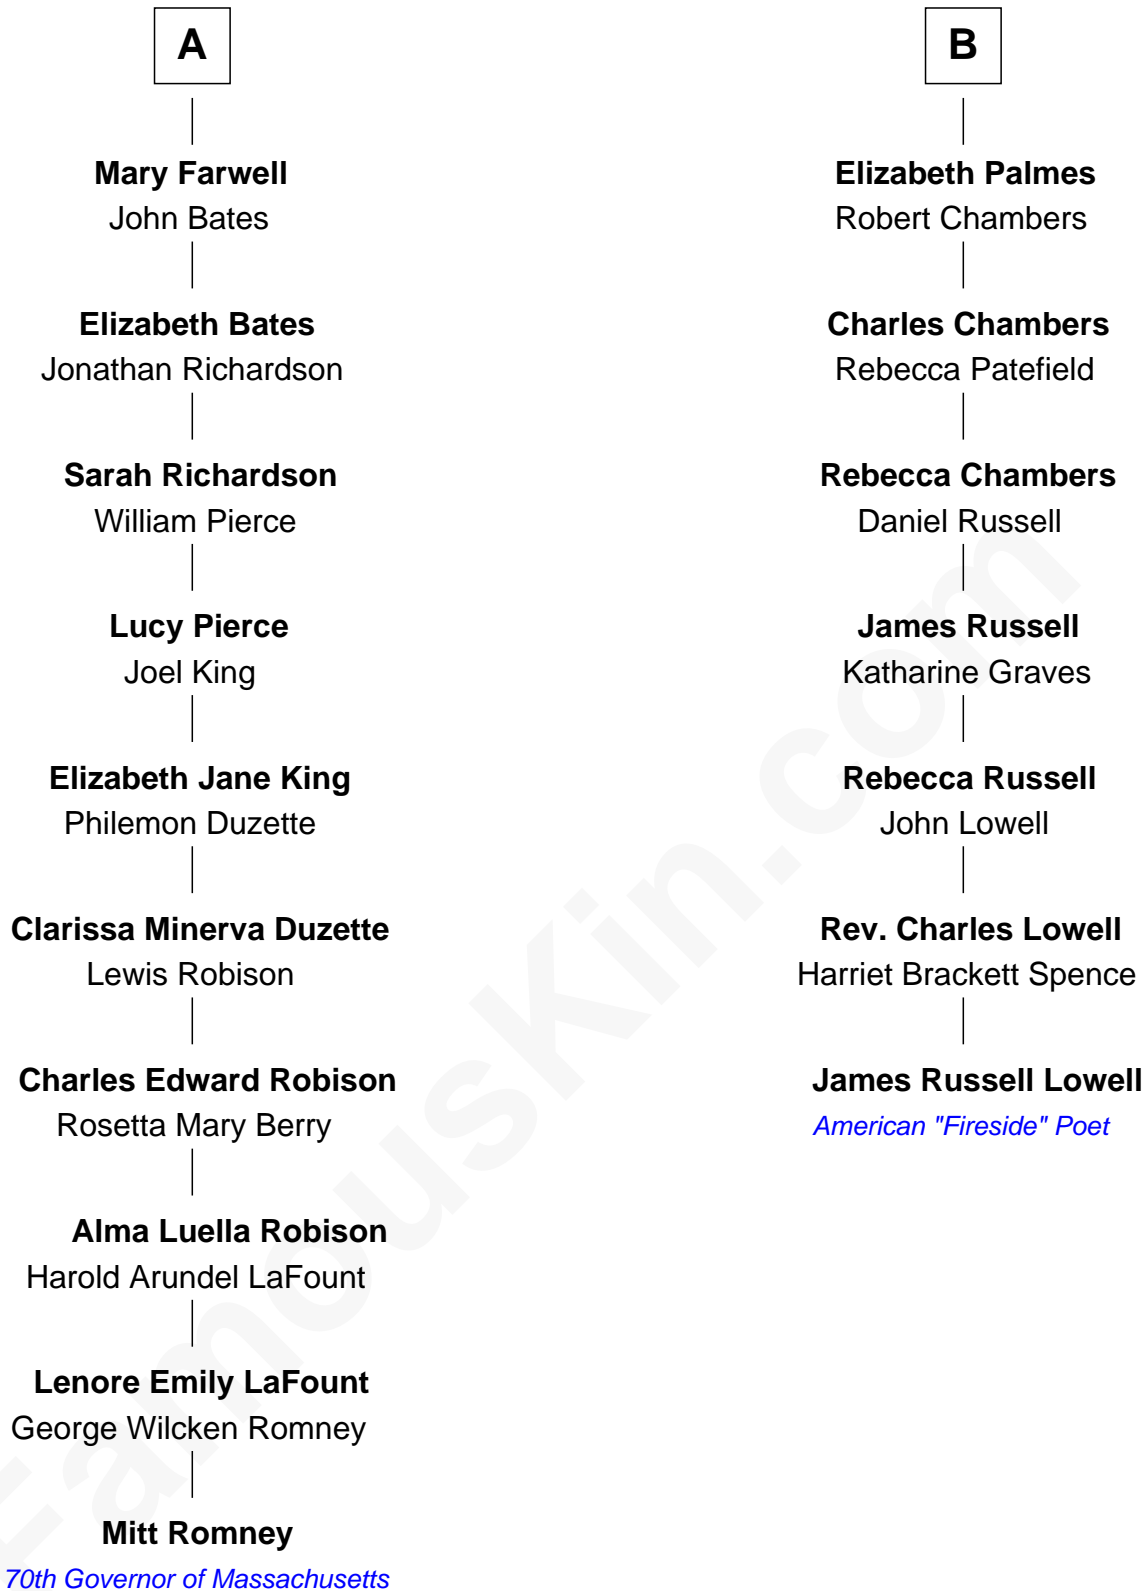 A
Mary Farwell
John Bates
Elizabeth Bates
Jonathan Richardson
Sarah Richardson
William Pierce
Lucy Pierce
Joel King
Elizabeth Jane King
Philemon Duzette
Clarissa Minerva Duzette
Lewis Robison
Charles Edward Robison
Rosetta Mary Berry
Alma Luella Robison
Harold Arundel LaFount
Lenore Emily LaFount
George Wilcken Romney
Mitt Romney
70th Governor of Massachusetts
B
Elizabeth Palmes
Robert Chambers
Charles Chambers
Rebecca Patefield
Rebecca Chambers
Daniel Russell
James Russell
Katharine Graves
Rebecca Russell
John Lowell
Rev. Charles Lowell
Harriet Brackett Spence
James Russell Lowell
American "Fireside" Poet
FamousKin.com